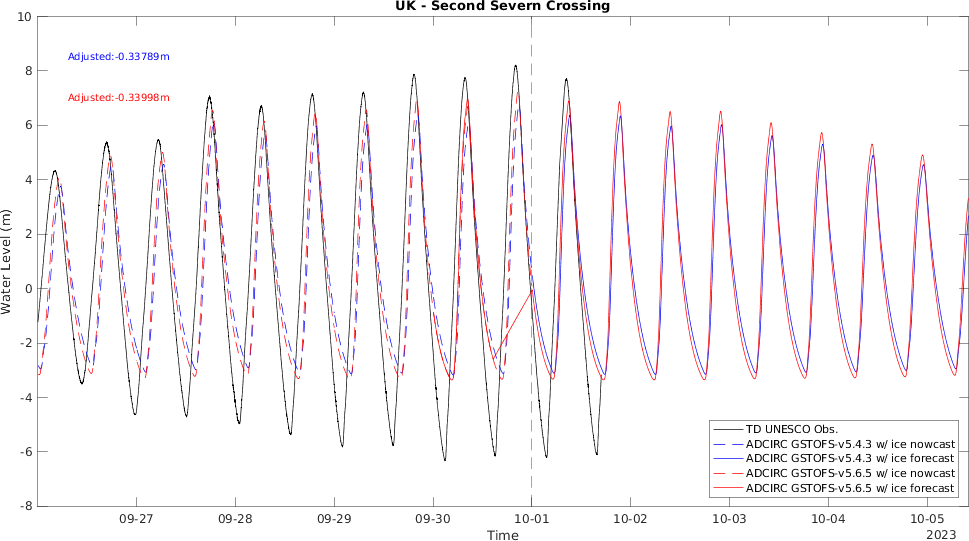 UK - Second Severn Crossing
10
8
6
4
2
0
-2
-4
-6
-8
Water Level (m)
Adjusted:-0.33789m
Adjusted:-0.33998m
TD UNESCO Obs.
ADCIRC GSTOFS-v5.4.3 w/ ice nowcast
ADCIRC GSTOFS-v5.4.3 w/ ice forecast
ADCIRC GSTOFS-v5.6.5 w/ ice nowcast
ADCIRC GSTOFS-v5.6.5 w/ ice forecast
09-27 09-28 09-29 09-30 10-01 10-02 10-03 10-04 10-05
Time
2023